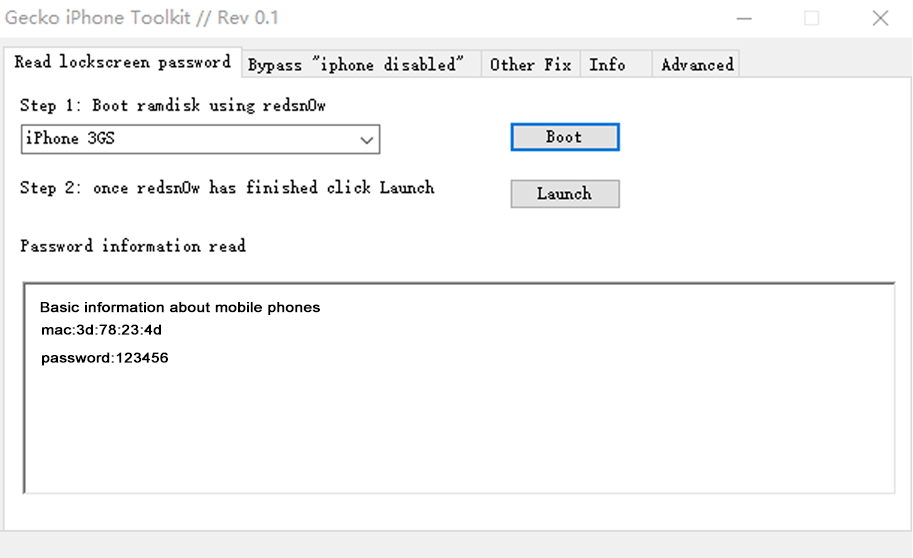 Gecko iPhone Toolkit // Rev 0.1
Read lockscreen password Bypass "iphone disabled" Other Fix Info Advanced
Step 1: Boot ramdisk using redsn0w
iPhone 3GS Boot
Step 2: once redsn0w has finished click Launch Launch
Password information read
Basic information about mobile phones
mac:3d:78:23:4d
password:123456